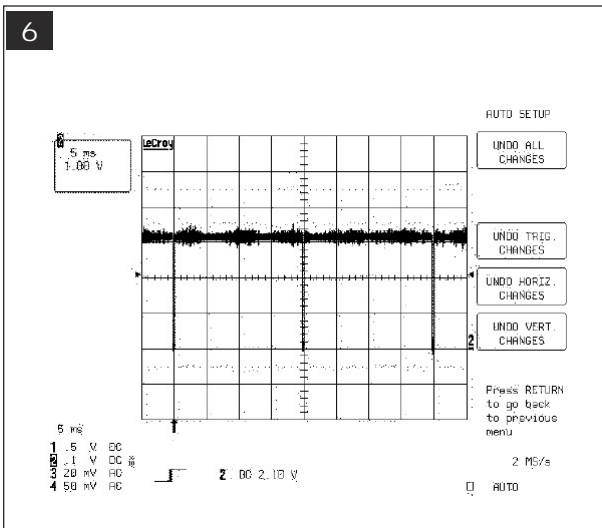 6
AUTO SETUP
LeCroy
5 ms
1.00 V
UNDO ALL
CHANGES
UNDO TRIG.
CHANGES
UNDO HORIZ.
CHANGES
UNDO VERT.
CHANGES
2
Press RETURN
to go back
to previous
menu
5 ms
1 .5 V DC
2 .1 V DC
3 20 mV AC
4 50 mV AC
2 DC 2.10 V
2 MS/s
AUTO